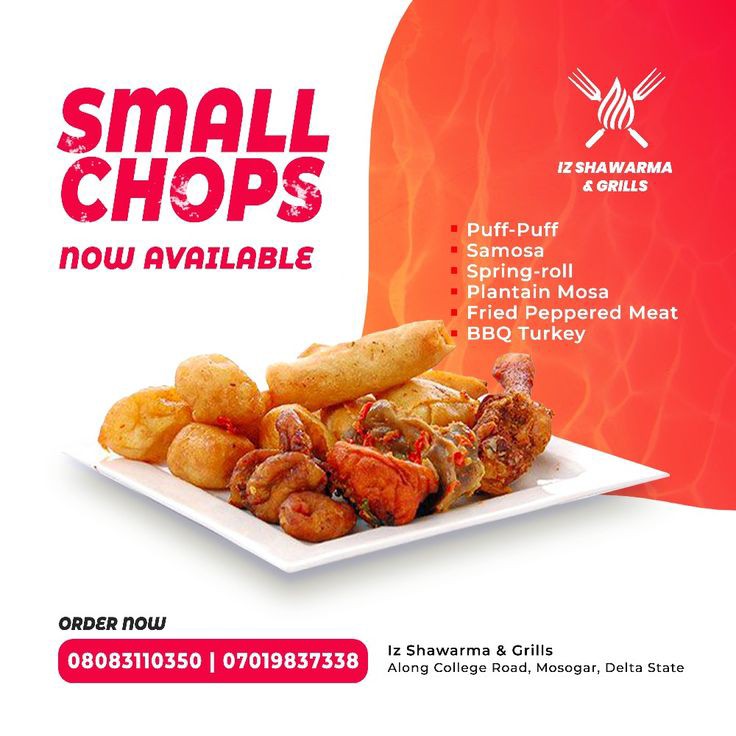 SMALL
CHOPS
NOW AVAILABLE
IZ SHAWARMA
& GRILLS
Puff-Puff
Samosa
Spring-roll
Plantain Mosa
Fried Peppered Meat
BBQ Turkey
ORDER NOW
08083110350 | 07019837338
Iz Shawarma & Grills
Along College Road, Mosogar, Delta State